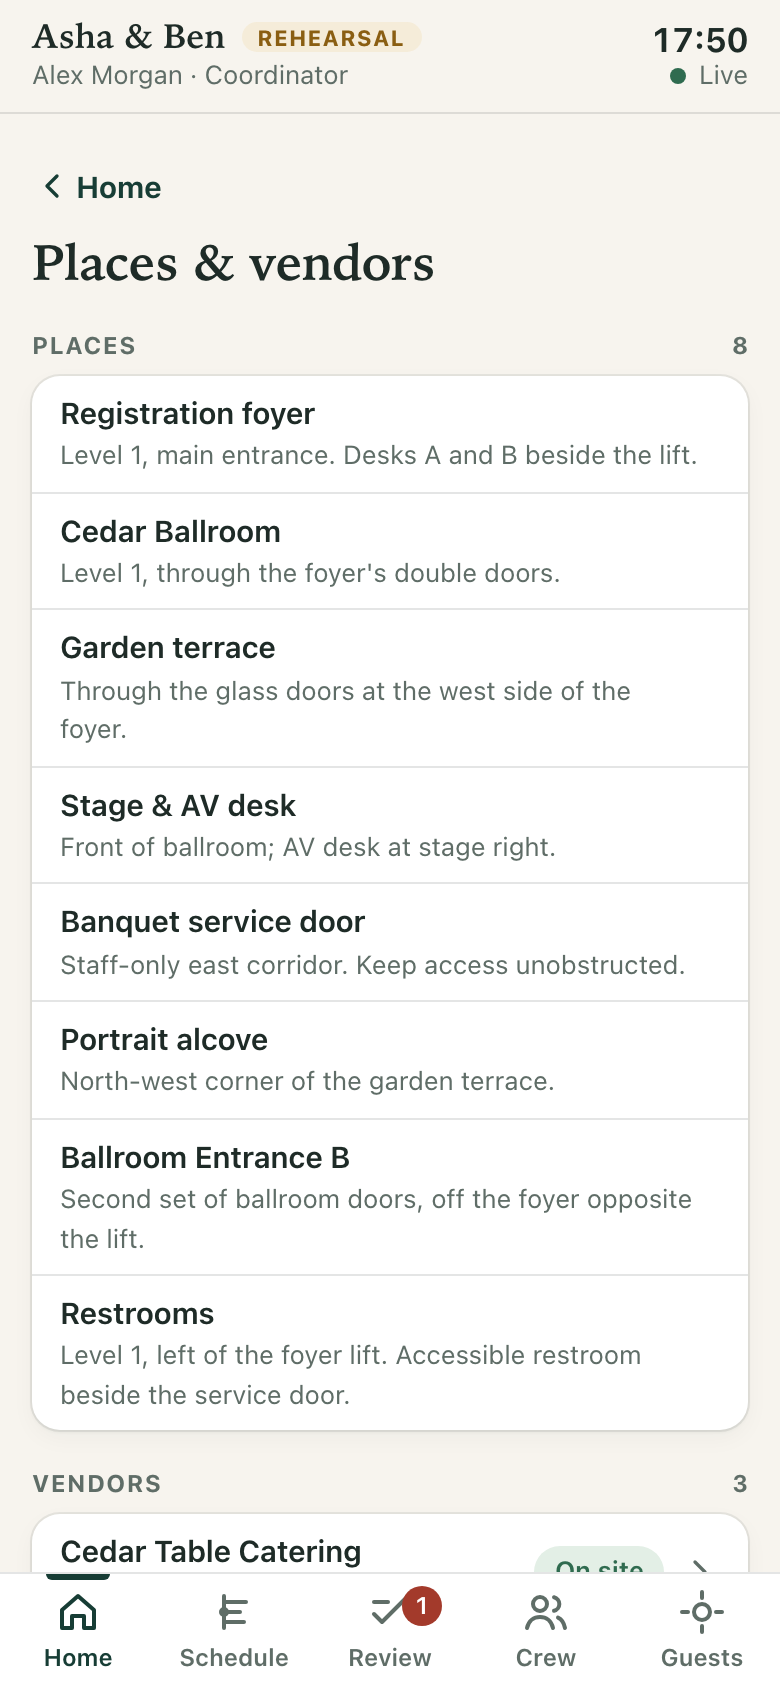 Asha & Ben REHEARSAL
17:50
Alex Morgan · Coordinator
Live
Home
Places & vendors
PLACES 8
Registration foyer
Level 1, main entrance. Desks A and B beside the lift.
Cedar Ballroom
Level 1, through the foyer's double doors.
Garden terrace
Through the glass doors at the west side of the
foyer.
Stage & AV desk
Front of ballroom; AV desk at stage right.
Banquet service door
Staff-only east corridor. Keep access unobstructed.
Portrait alcove
North-west corner of the garden terrace.
Ballroom Entrance B
Second set of ballroom doors, off the foyer opposite
the lift.
Restrooms
Level 1, left of the foyer lift. Accessible restroom
beside the service door.
VENDORS 3
Cedar Table Catering
On site
1
Home Schedule Review Crew Guests